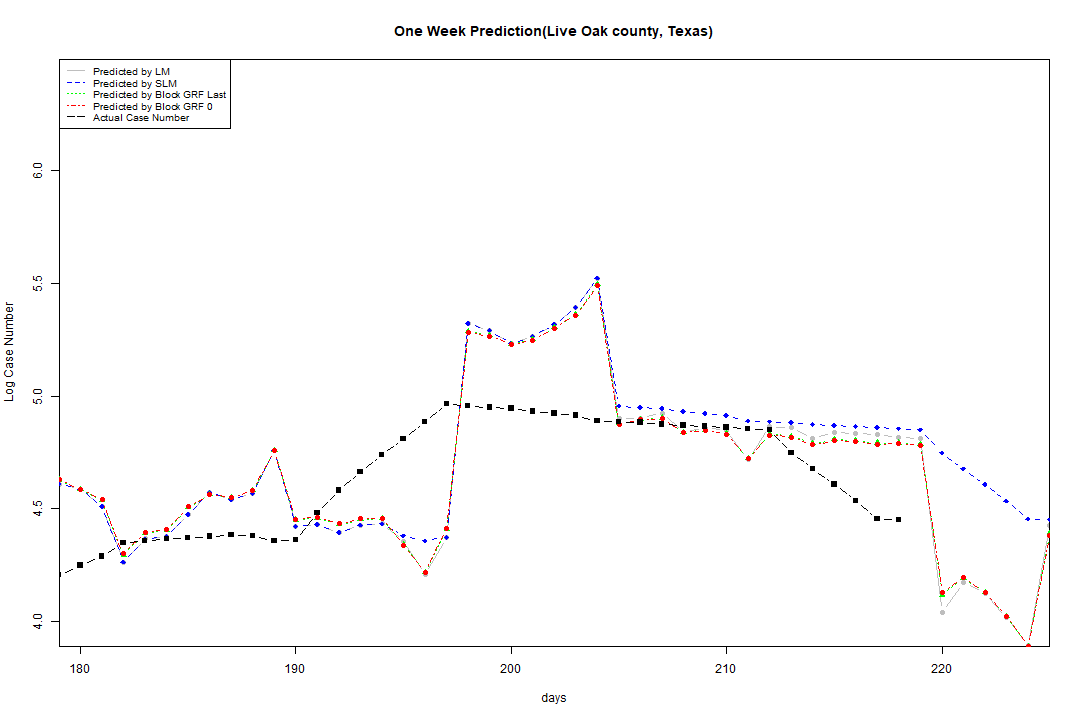 One Week Prediction(Live Oak county, Texas)
Predicted by LM
Predicted by SLM
Predicted by Block GRF Last
Predicted by Block GRF 0
Actual Case Number
6.0
5.5
5.0
4.5
4.0
Log Case Number
180 190 200 210 220
days